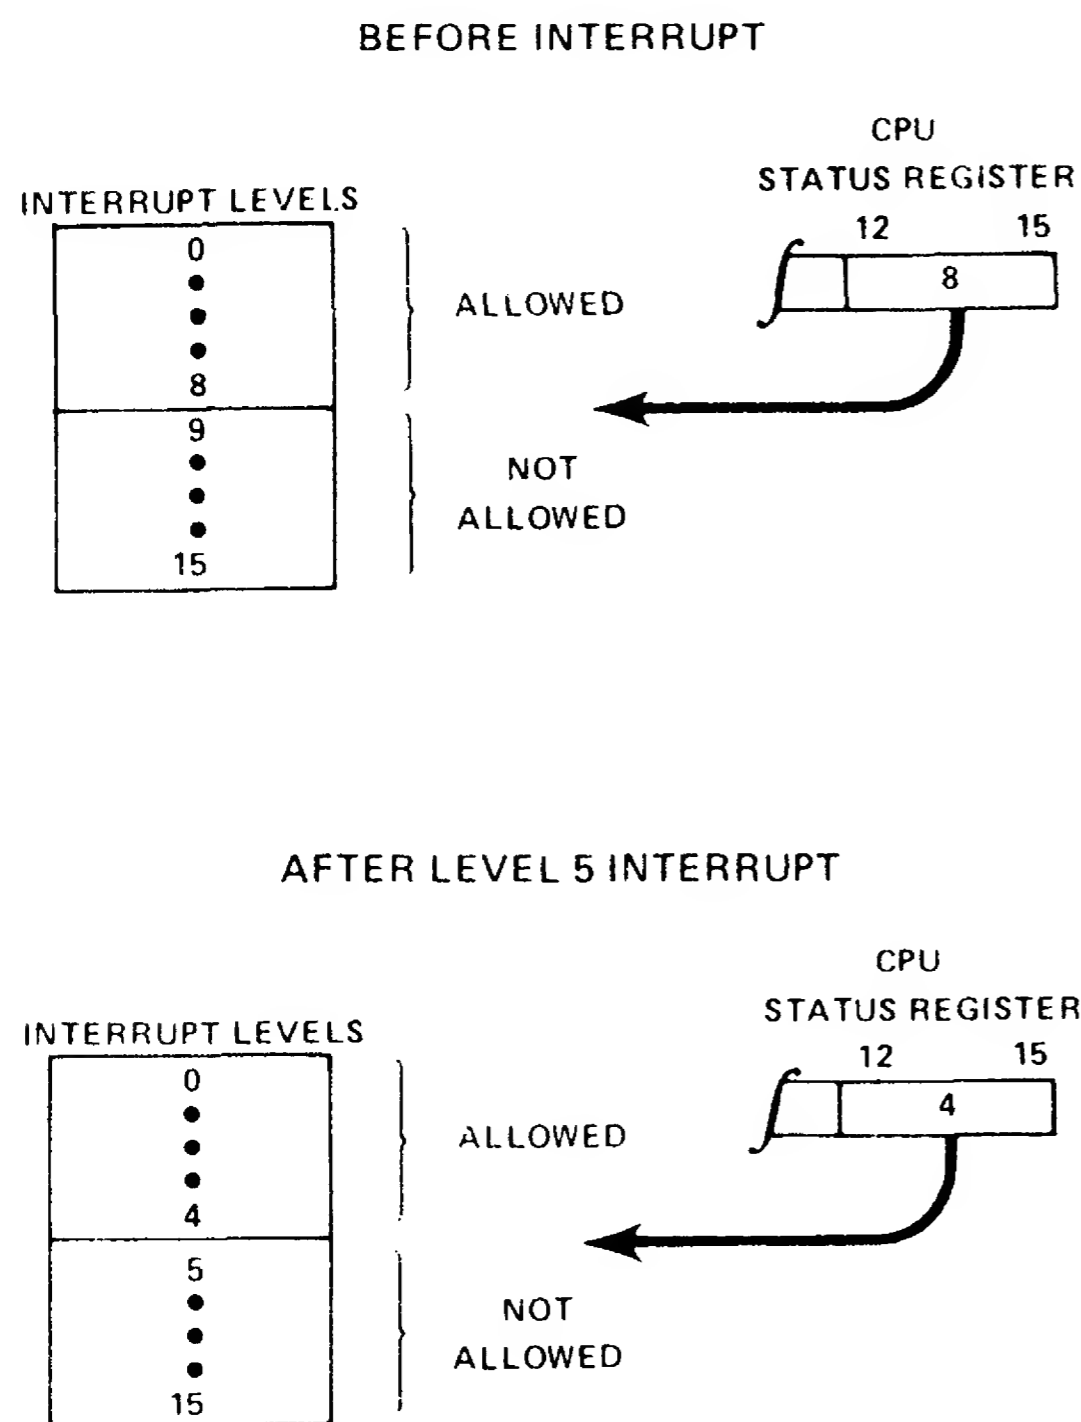 BEFORE INTERRUPT
CPU
STATUS REGISTER
INTERRUPT LEVELS
12 15
0
8
ALLOWED
8
9
NOT
ALLOWED
15
AFTER LEVEL 5 INTERRUPT
CPU
STATUS REGISTER
INTERRUPT LEVELS
12 15
0
4
ALLOWED
4
5
NOT
ALLOWED
15